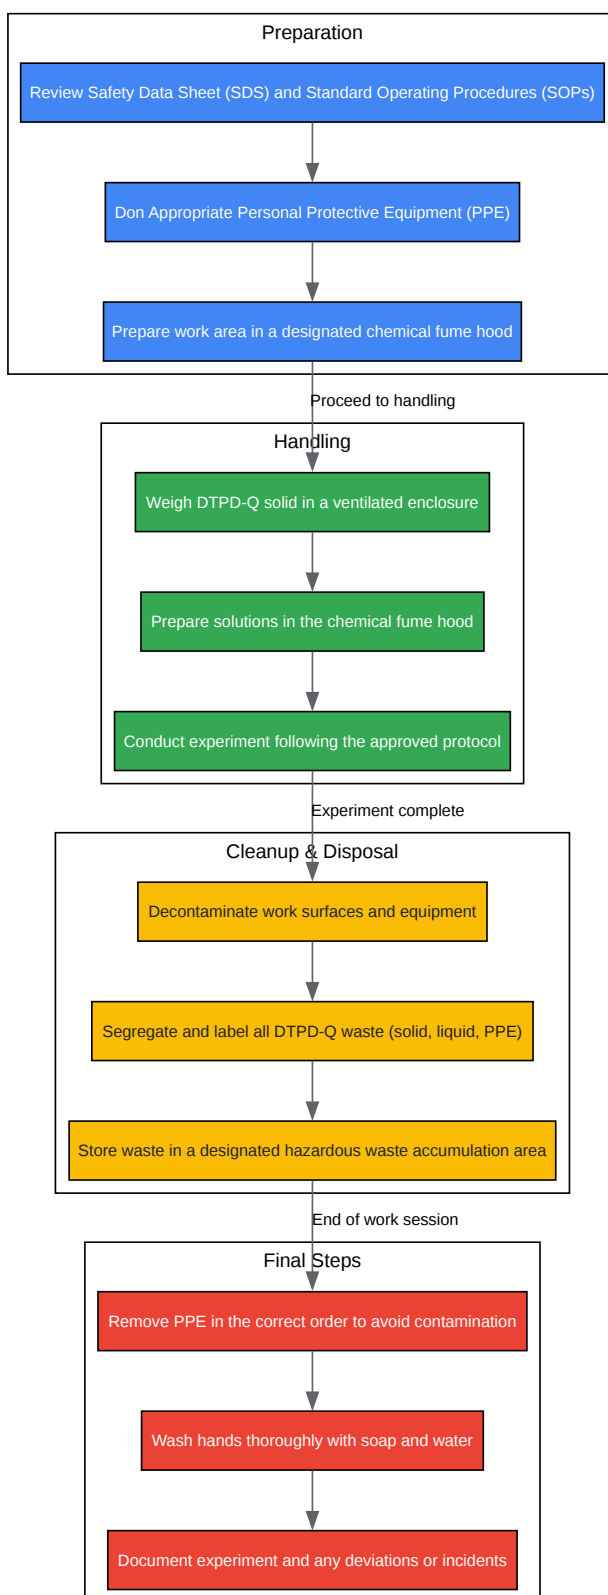 Preparation
Review Safety Data Sheet (SDS) and Standard Operating Procedures (SOPs)
Don Appropriate Personal Protective Equipment (PPE)
Prepare work area in a designated chemical fume hood
Proceed to handling
Handling
Weigh DTPD-Q solid in a ventilated enclosure
Prepare solutions in the chemical fume hood
Conduct experiment following the approved protocol
Experiment complete
Cleanup & Disposal
Decontaminate work surfaces and equipment
Segregate and label all DTPD-Q waste (solid, liquid, PPE)
Store waste in a designated hazardous waste accumulation area
End of work session
Final Steps
Remove PPE in the correct order to avoid contamination
Wash hands thoroughly with soap and water
Document experiment and any deviations or incidents